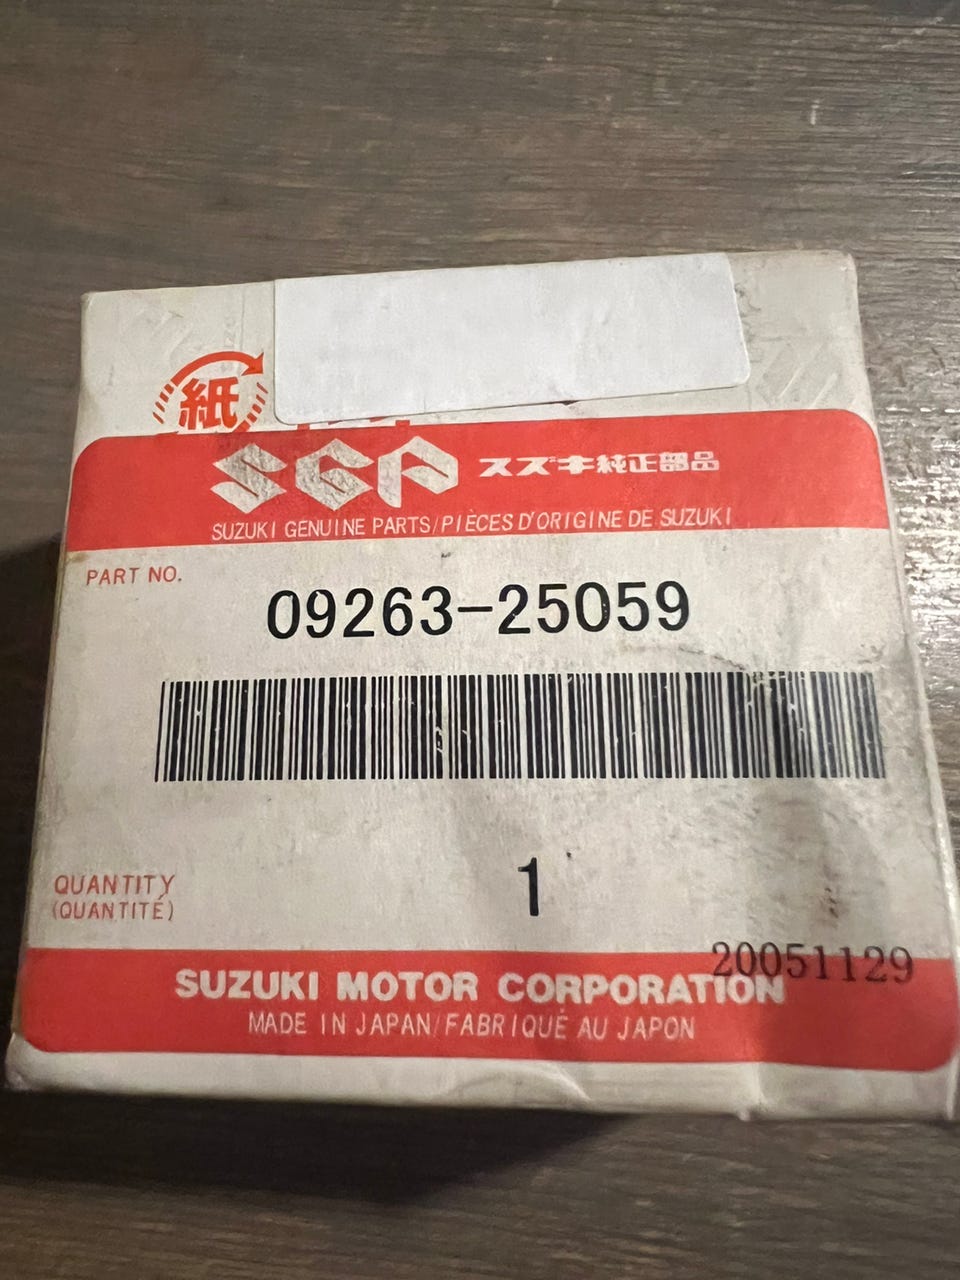 紙
SGP スズキ純正部品
SUZUKI GENUINE PARTS/PIÈCES D'ORIGINE DE SUZUKI
PART NO.
09263-25059
QUANTITY
(QUANTITÉ)
1
20051129
SUZUKI MOTOR CORPORATION
MADE IN JAPAN/FABRIQUÉ AU JAPON